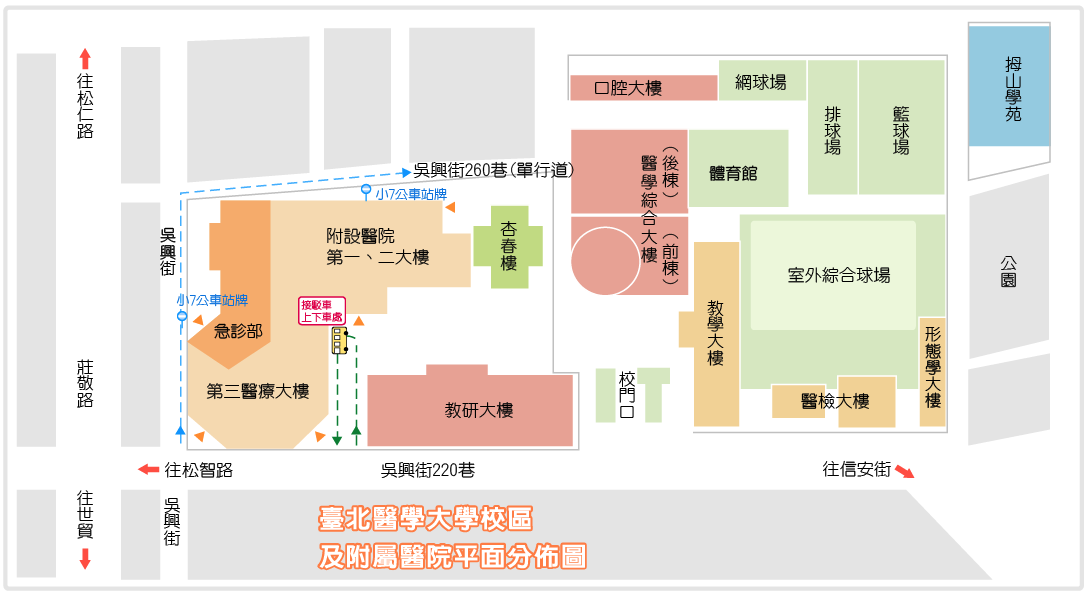 往松仁路
吳興街260巷(單行道)
小7公車站牌
吳興街
小7公車站牌
附設醫院
第一、二大樓
杏春樓
接駁車
上下車處
急診部
第三醫療大樓
教研大樓
莊敬路
口腔大樓
網球場
排球場
籃球場
拇山學苑
醫學綜合大樓
(後棟)
(前棟)
體育館
室外綜合球場
公園
教學大樓
形態學大樓
醫檢大樓
校門口
往松智路
吳興街220巷
往信安街
往世貿
吳興街
臺北醫學大學校區
及附屬醫院平面分佈圖